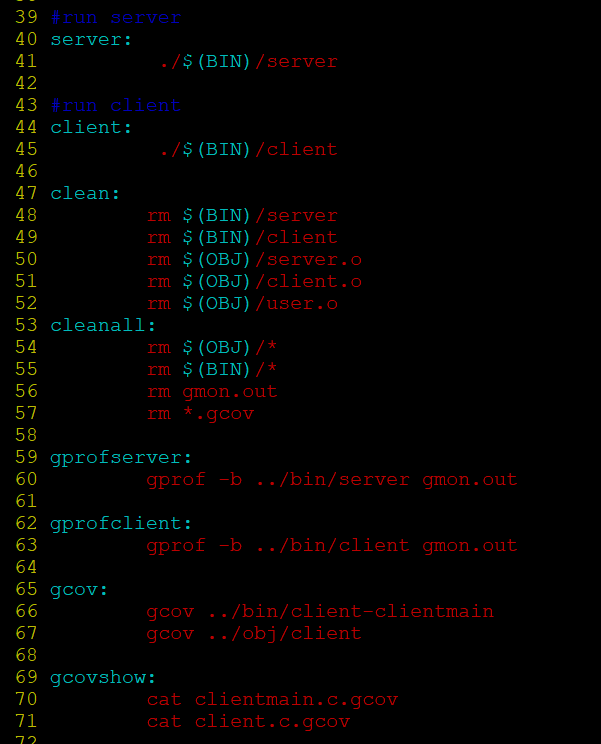 39 #run server
40 server:
41          ./$(BIN)/server
42
43 #run client
44 client:
45          ./$(BIN)/client
46
47 clean:
48         rm $(BIN)/server
49         rm $(BIN)/client
50         rm $(OBJ)/server.o
51         rm $(OBJ)/client.o
52         rm $(OBJ)/user.o
53 cleanall:
54         rm $(OBJ)/*
55         rm $(BIN)/*
56         rm gmon.out
57         rm *.gcov
58
59 gprofserver:
60         gprof -b ../bin/server gmon.out
61
62 gprofclient:
63         gprof -b ../bin/client gmon.out
64
65 gcov:
66         gcov ../bin/client-clientmain
67         gcov ../obj/client
68
69 gcovshow:
70         cat clientmain.c.gcov
71         cat client.c.gcov
72